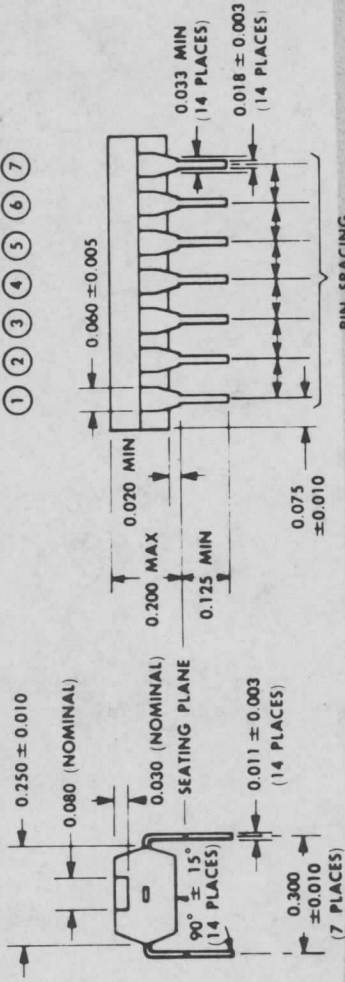 ① ② ③ ④ ⑤ ⑥ ⑦
0.250 ± 0.010
0.080 (NOMINAL)
0.030 (NOMINAL)
SEATING PLANE
90° ± 15°
(14 PLACES)
0.011 ± 0.003
(14 PLACES)
0.300
±0.010
(7 PLACES)
0.060 ±0.005
0.020 MIN
0.200 MAX
0.125 MIN
0.033 MIN
(14 PLACES)
0.018 ± 0.003
(14 PLACES)
0.075
±0.010
PIN SPACING